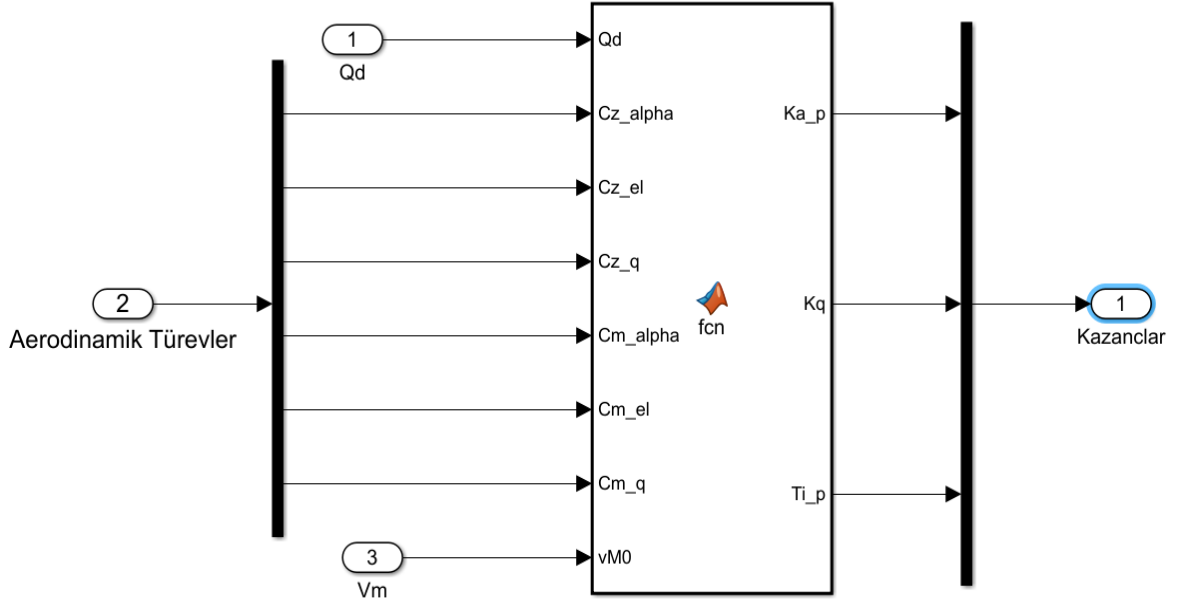 1
Qd
2
Aerodinamik Türevler
3
Vm
Qd
Cz_alpha
Cz_el
Cz_q
Cm_alpha
Cm_el
Cm_q
vM0
fcn
Ka_p
Kq
Ti_p
1
Kazanclar